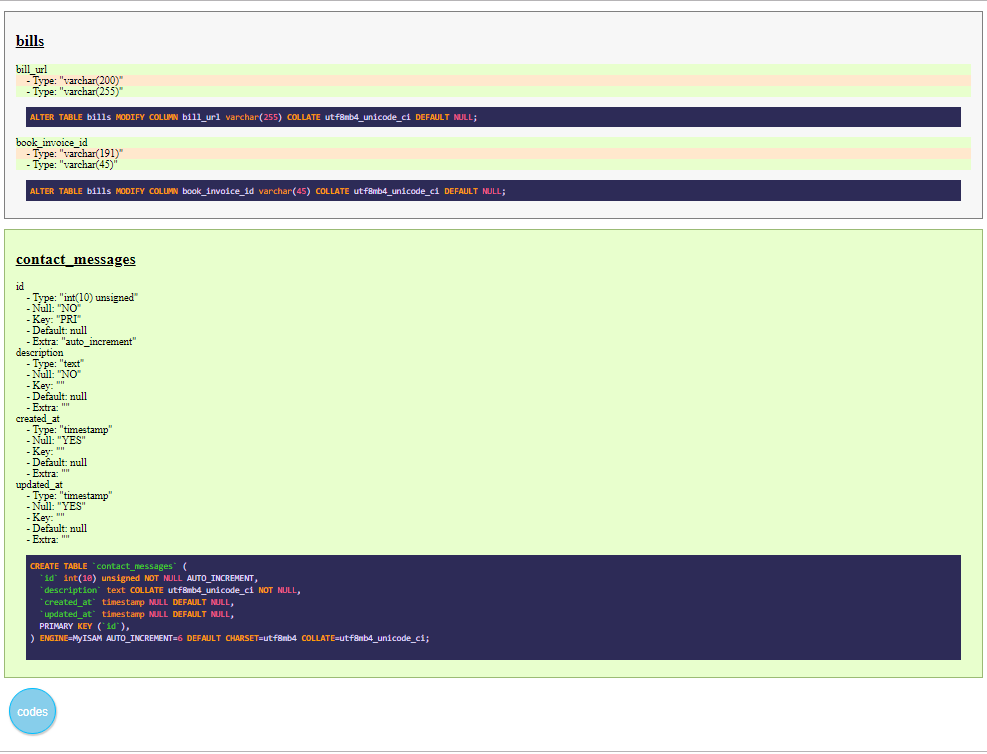 bills
bill_url
- Type: "varchar(200)"
- Type: "varchar(255)"
ALTER TABLE bills MODIFY COLUMN bill_url varchar(255) COLLATE utf8mb4_unicode_ci DEFAULT NULL;
book_invoice_id
- Type: "varchar(191)"
- Type: "varchar(45)"
ALTER TABLE bills MODIFY COLUMN book_invoice_id varchar(45) COLLATE utf8mb4_unicode_ci DEFAULT NULL;
contact_messages
id
- Type: "int(10) unsigned"
- Null: "NO"
- Key: "PRI"
- Default: null
- Extra: "auto_increment"
description
- Type: "text"
- Null: "NO"
- Key: ""
- Default: null
- Extra: ""
created_at
- Type: "timestamp"
- Null: "YES"
- Key: ""
- Default: null
- Extra: ""
updated_at
- Type: "timestamp"
- Null: "YES"
- Key: ""
- Default: null
- Extra: ""
CREATE TABLE `contact_messages` (
`id` int(10) unsigned NOT NULL AUTO_INCREMENT,
`description` text COLLATE utf8mb4_unicode_ci NOT NULL,
`created_at` timestamp NULL DEFAULT NULL,
`updated_at` timestamp NULL DEFAULT NULL,
PRIMARY KEY (`id`),
) ENGINE=MyISAM AUTO_INCREMENT=6 DEFAULT CHARSET=utf8mb4 COLLATE=utf8mb4_unicode_ci;
codes